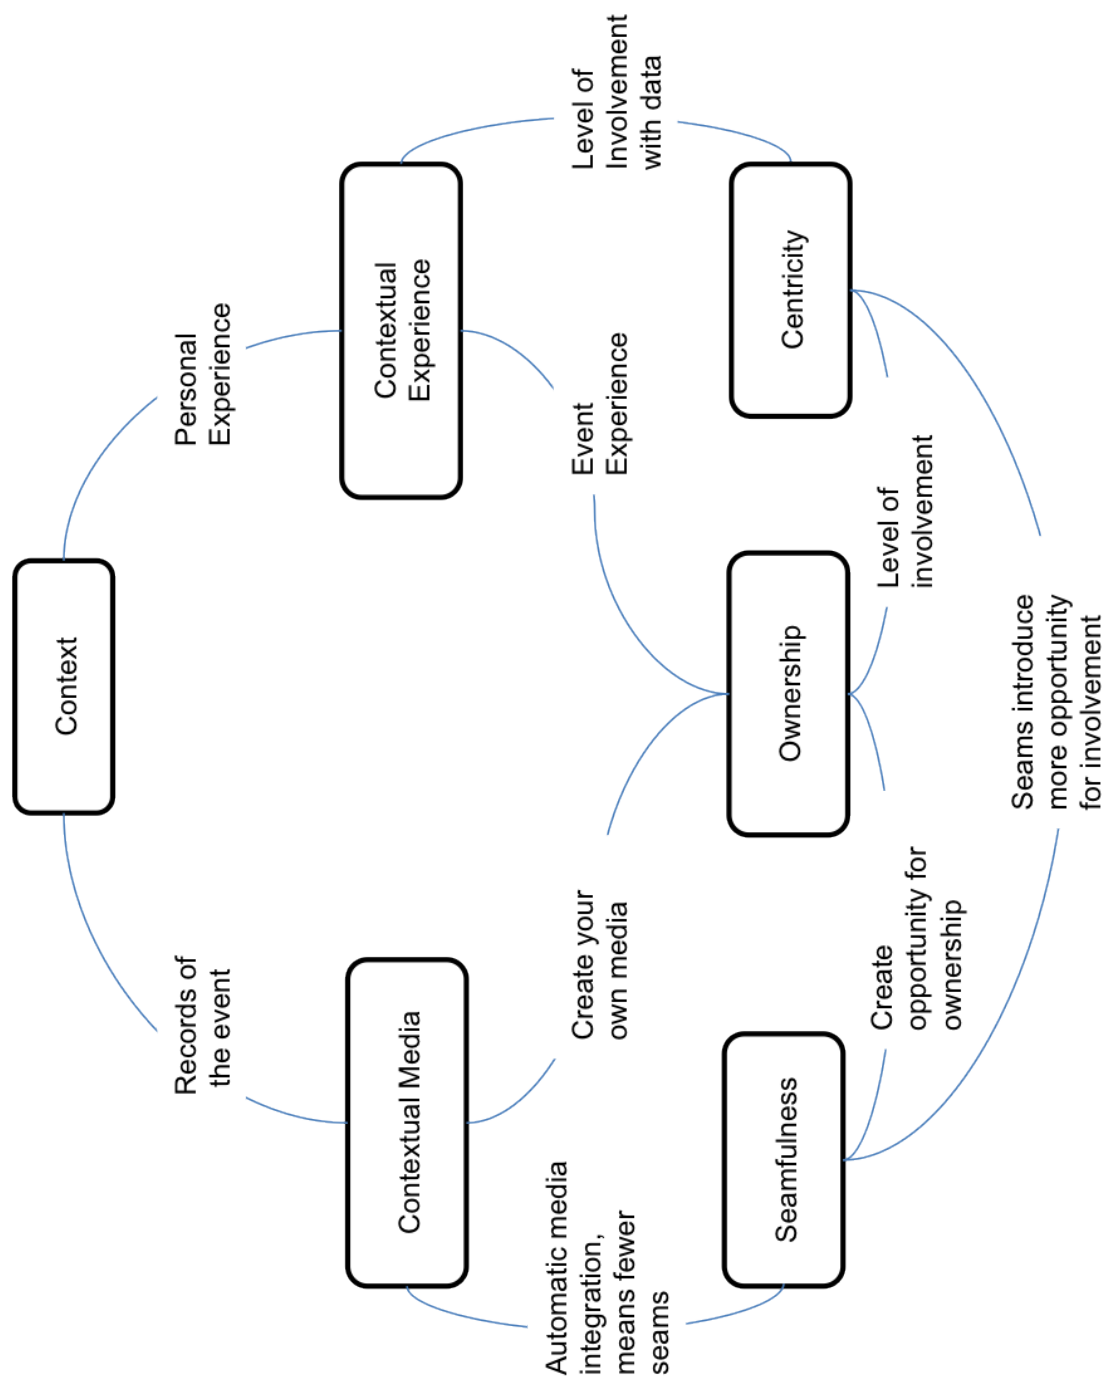 Context
Records of
the event
Personal
Experience
Contextual Media
Contextual
Experience
Automatic media
integration,
means fewer
seams
Create your
own media
Event
Experience
Level of
Involvement
with data
Seamfulness
Ownership
Centricity
Create
opportunity for
ownership
Level of
involvement
Seams introduce
more opportunity
for involvement